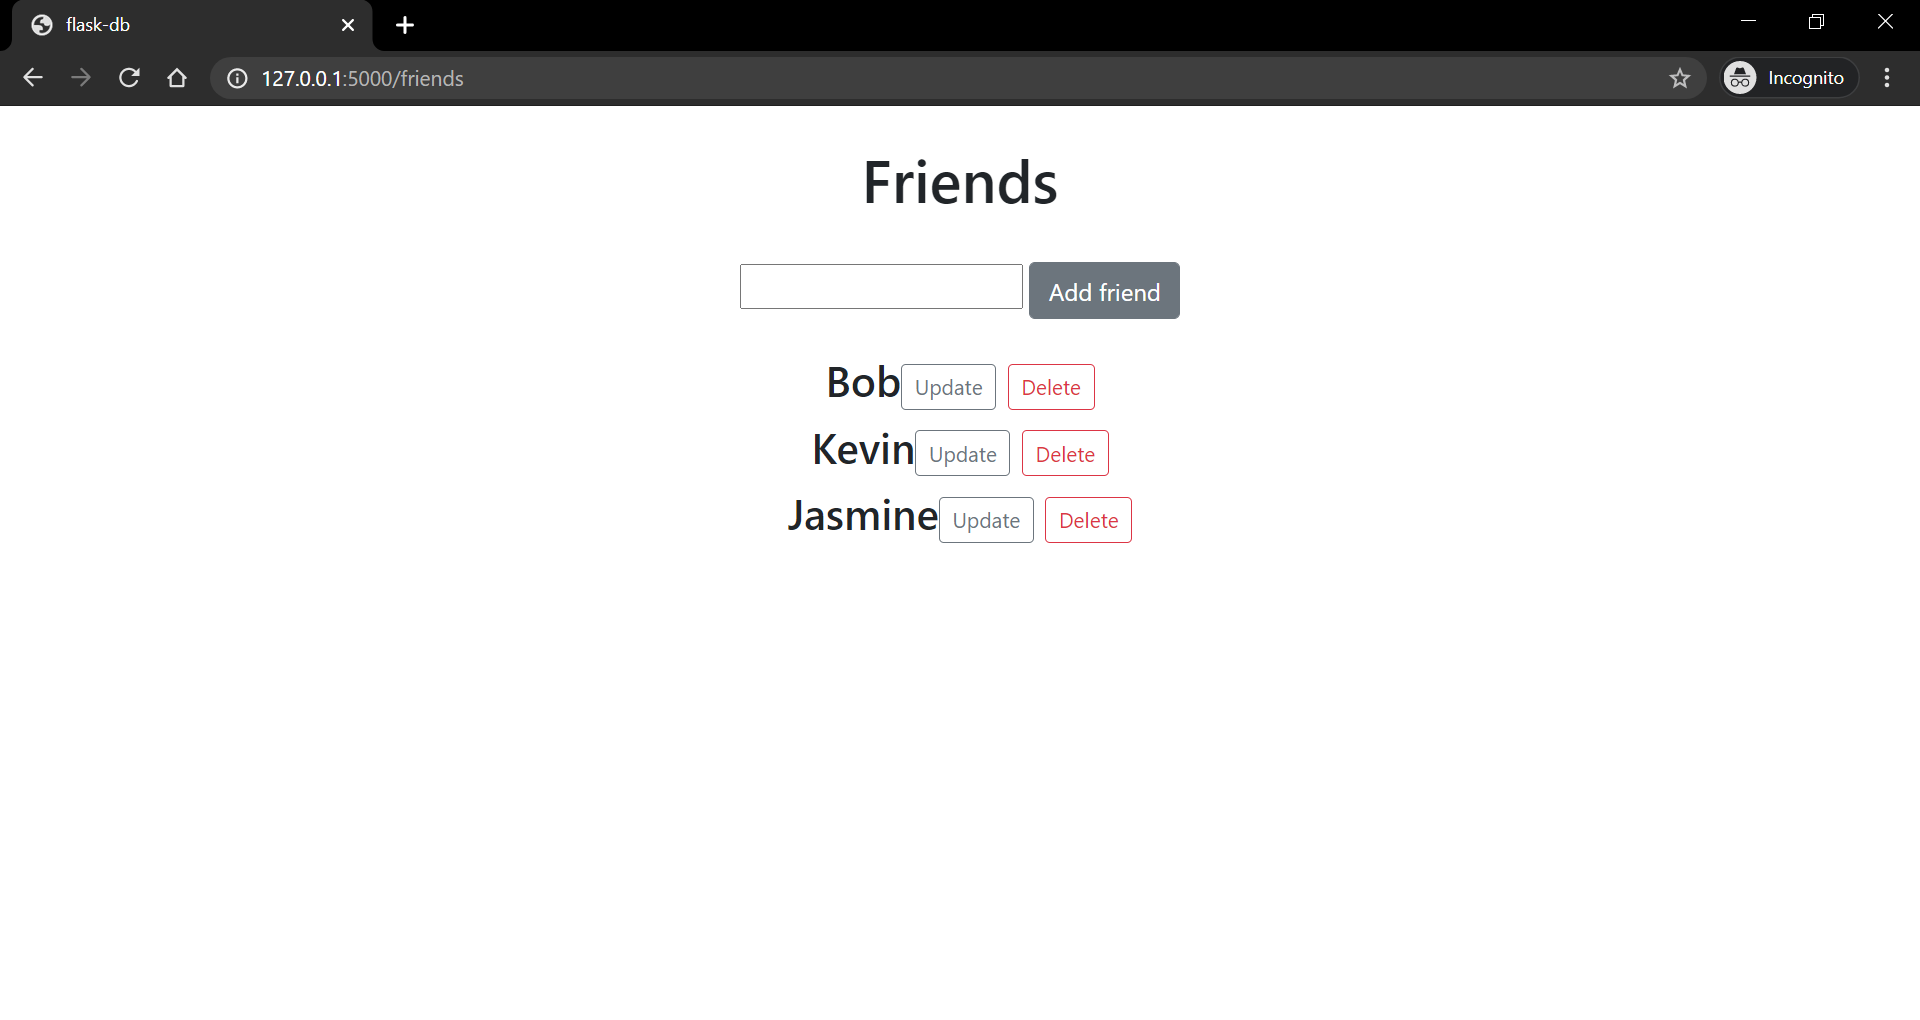 flask-db
127.0.0.1:5000/friends
Incognito
Friends
Add friend
Bob Update Delete
Kevin Update Delete
Jasmine Update Delete